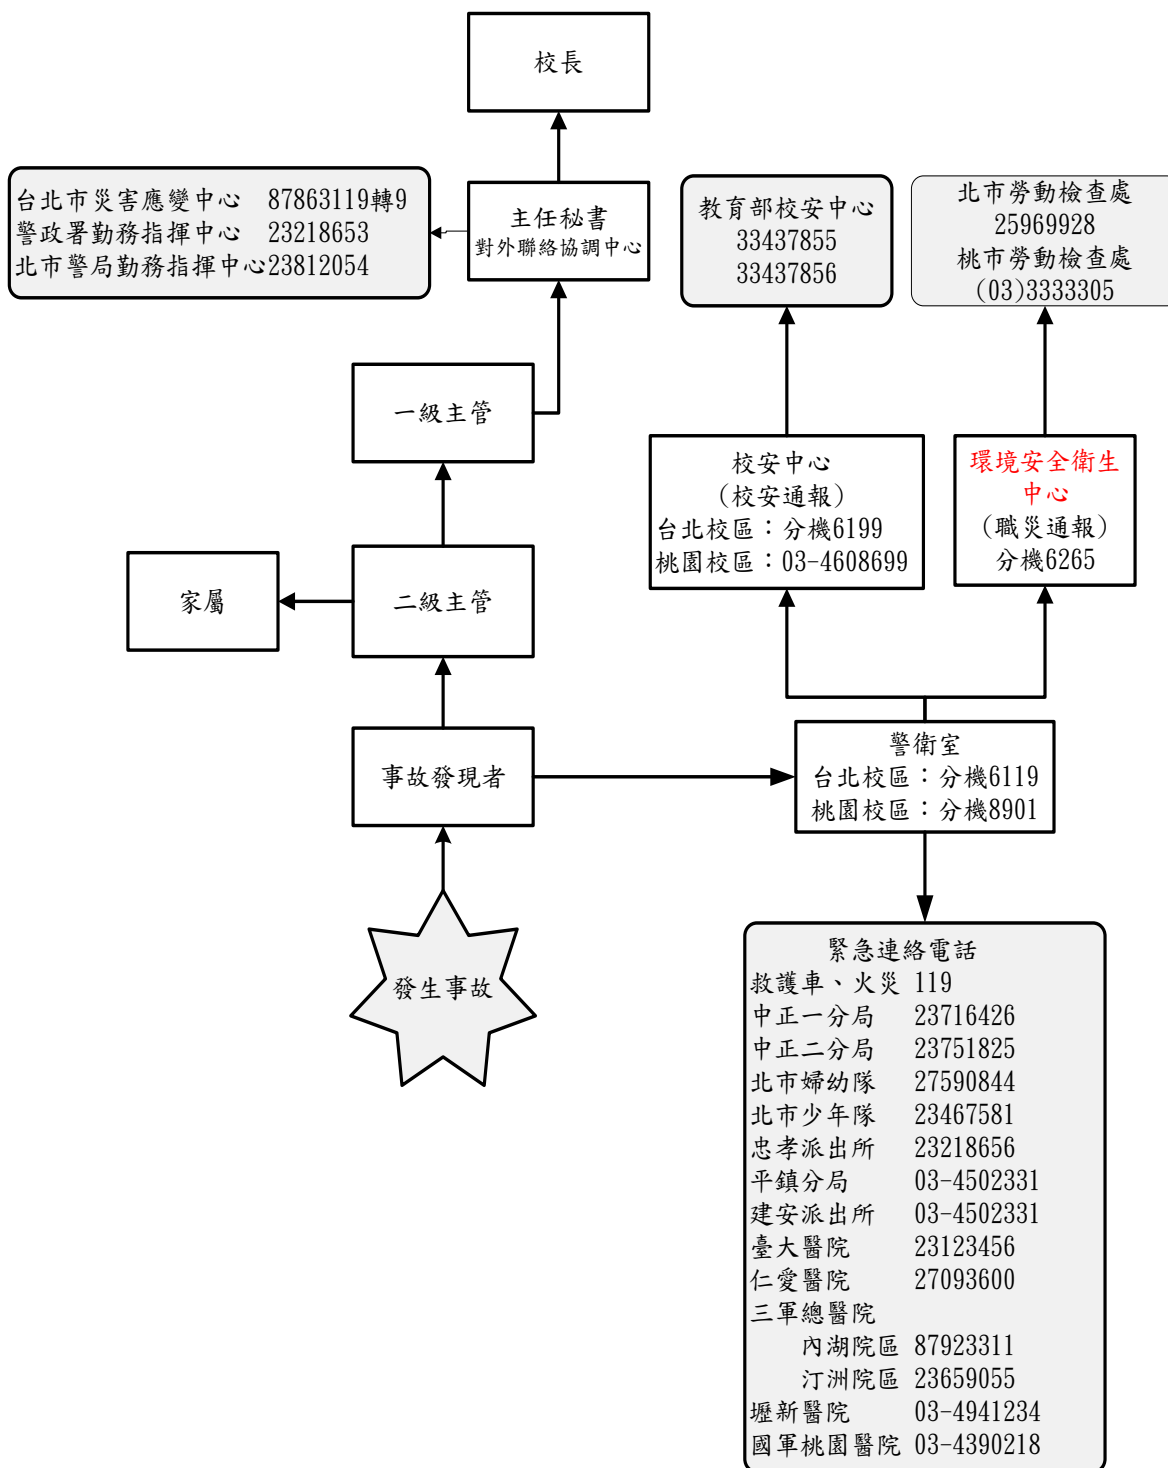 校長
台北市災害應變中心 87863119轉9
警政署勤務指揮中心 23218653
北市警局勤務指揮中心23812054
主任秘書
對外聯絡協調中心
教育部校安中心
33437855
33437856
北市勞動檢查處
25969928
桃市勞動檢查處
(03)3333305
一級主管
校安中心
(校安通報)
台北校區：分機6199
桃園校區：03-4608699
環境安全衛生
中心
(職災通報)
分機6265
家屬
二級主管
事故發現者
警衛室
台北校區：分機6119
桃園校區：分機8901
發生事故
緊急連絡電話
救護車、火災 119
中正一分局 23716426
中正二分局 23751825
北市婦幼隊 27590844
北市少年隊 23467581
忠孝派出所 23218656
平鎮分局 03-4502331
建安派出所 03-4502331
臺大醫院 23123456
仁愛醫院 27093600
三軍總醫院
內湖院區 87923311
汀洲院區 23659055
壢新醫院 03-4941234
國軍桃園醫院 03-4390218